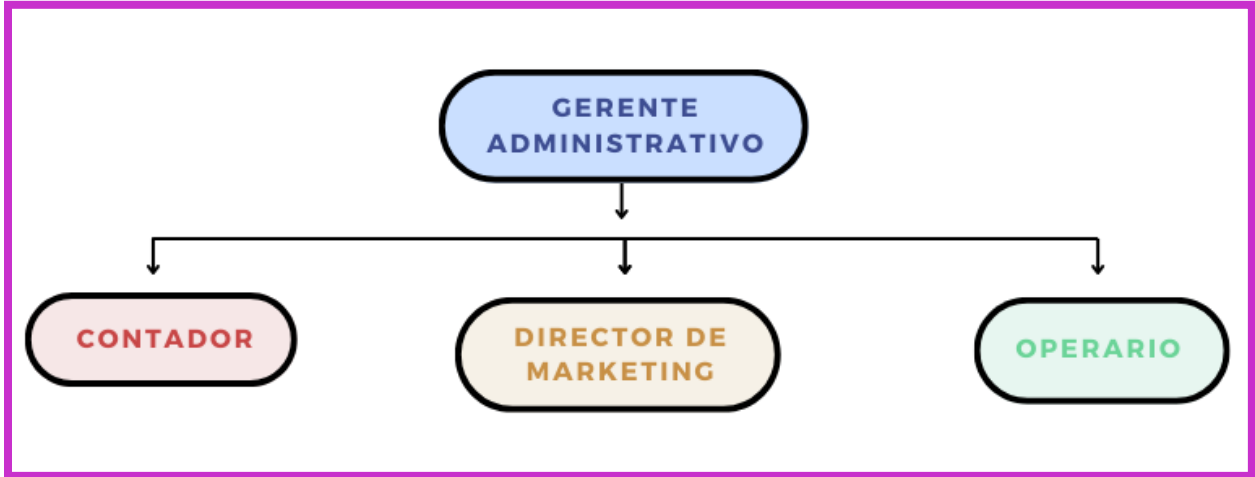 GERENTE
ADMINISTRATIVO
CONTADOR
DIRECTOR DE
MARKETING
OPERARIO